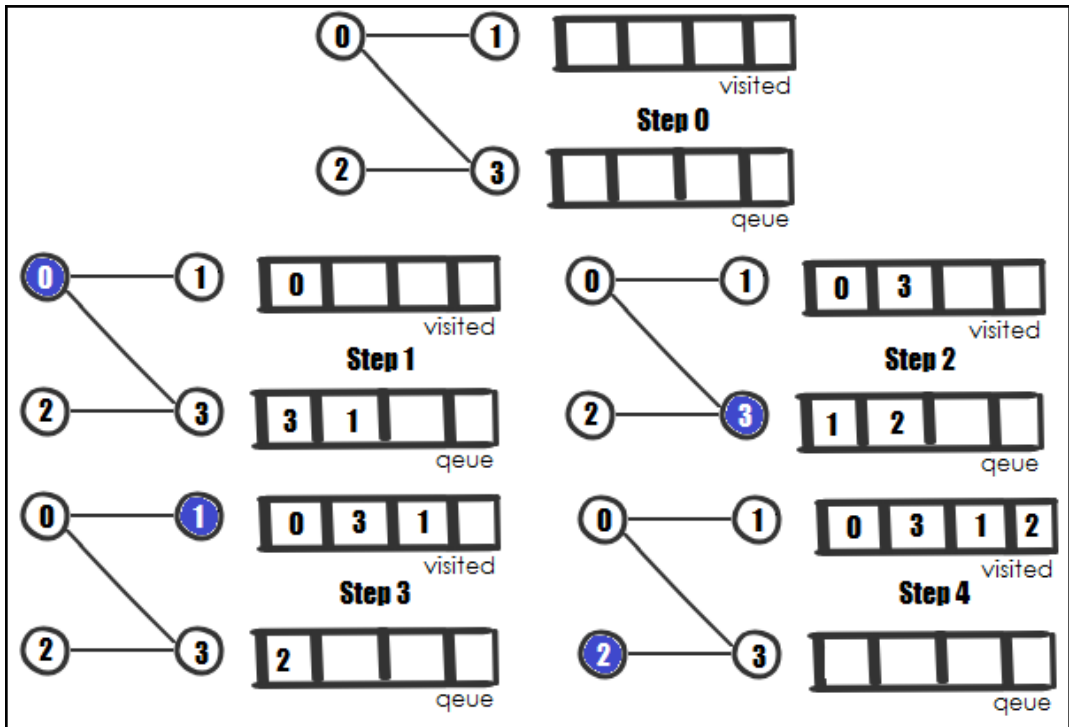 0 1
visited
Step 0
2 3
qeue
0 1 0
visited
Step 1
2 3 3 1
qeue
0 1 0 3
visited
Step 2
2 3 1 2
qeue
0 1 0 3 1
visited
Step 3
2 3 2
qeue
0 1 0 3 1 2
visited
Step 4
2 3
qeue